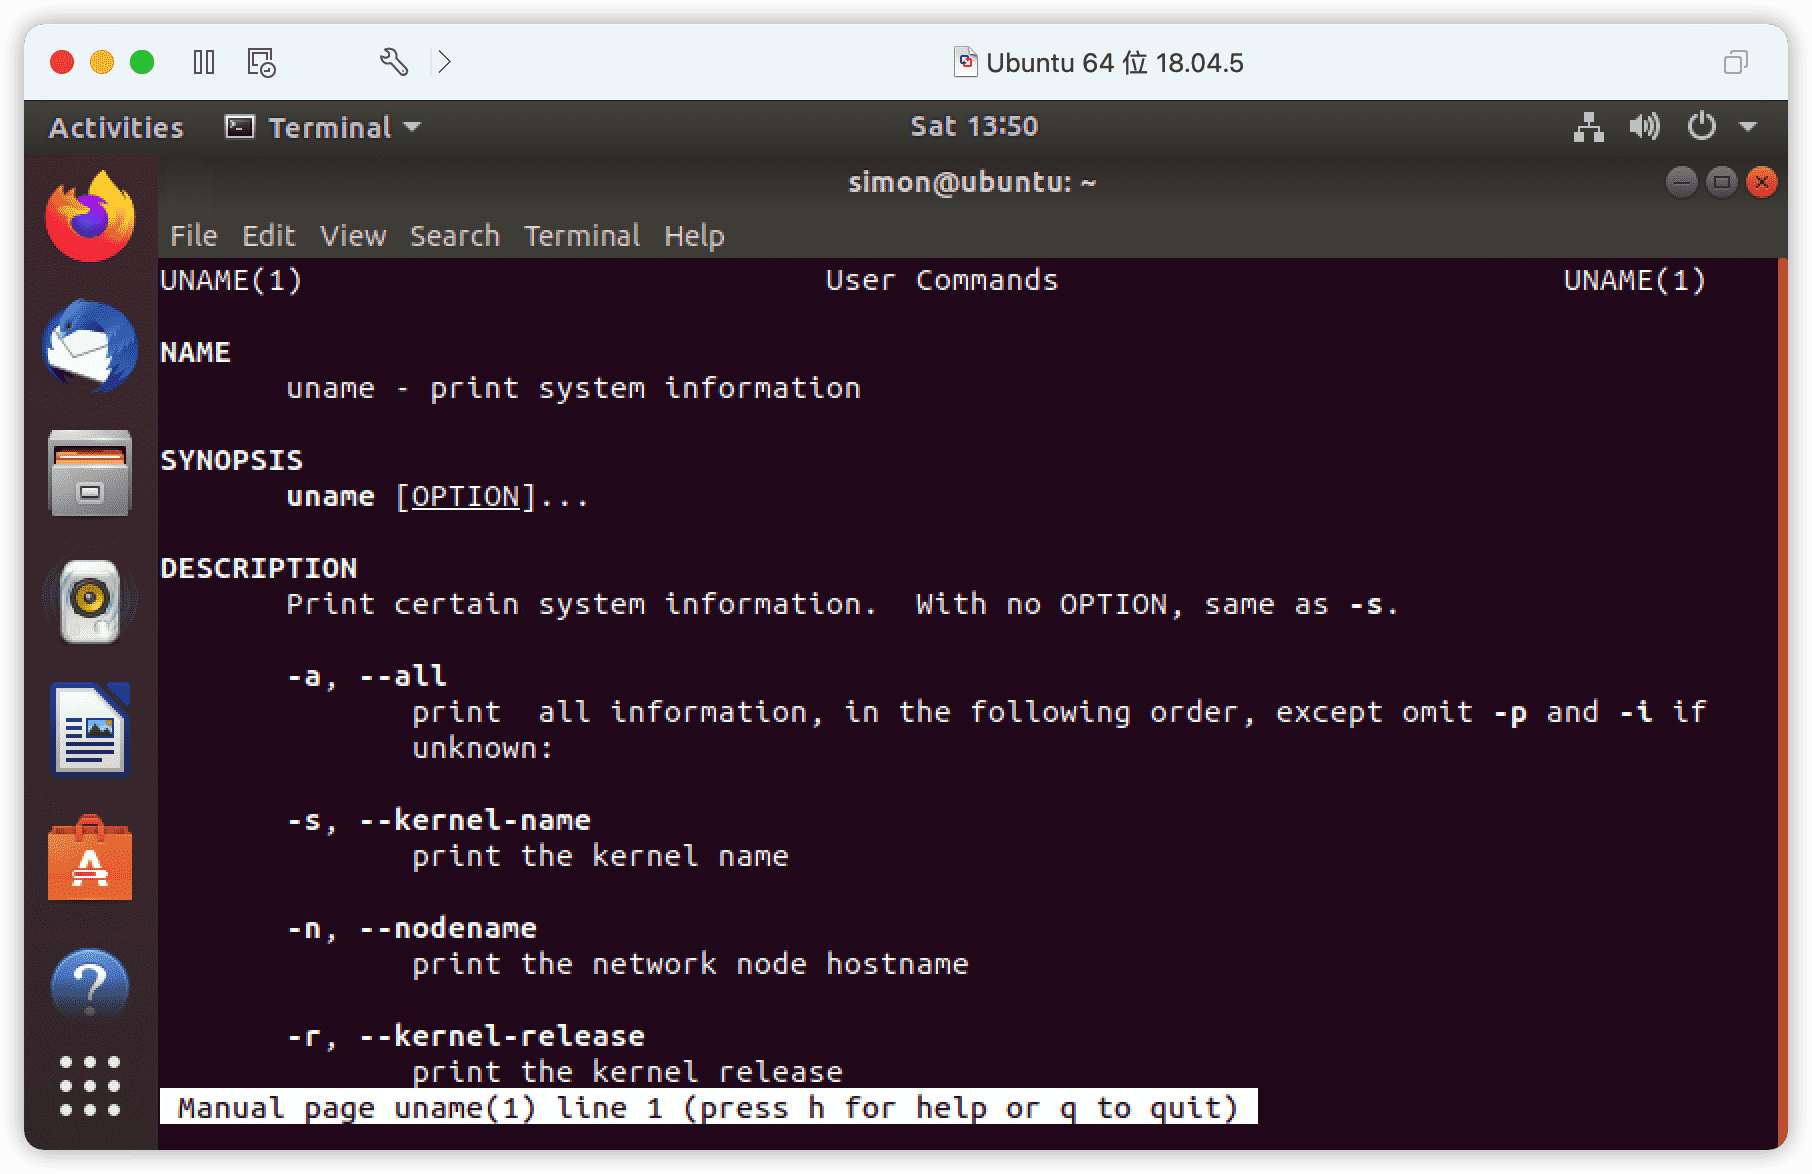 Ubuntu 64 位 18.04.5
Activities Terminal Sat 13:50
simon@ubuntu: ~
File Edit View Search Terminal Help
UNAME(1) User Commands UNAME(1)
NAME
uname - print system information
SYNOPSIS
uname [OPTION]...
DESCRIPTION
Print certain system information.  With no OPTION, same as -s.
-a, --all
print  all information, in the following order, except omit -p and -i if
unknown:
-s, --kernel-name
print the kernel name
-n, --nodename
print the network node hostname
-r, --kernel-release
print the kernel release
Manual page uname(1) line 1 (press h for help or q to quit)